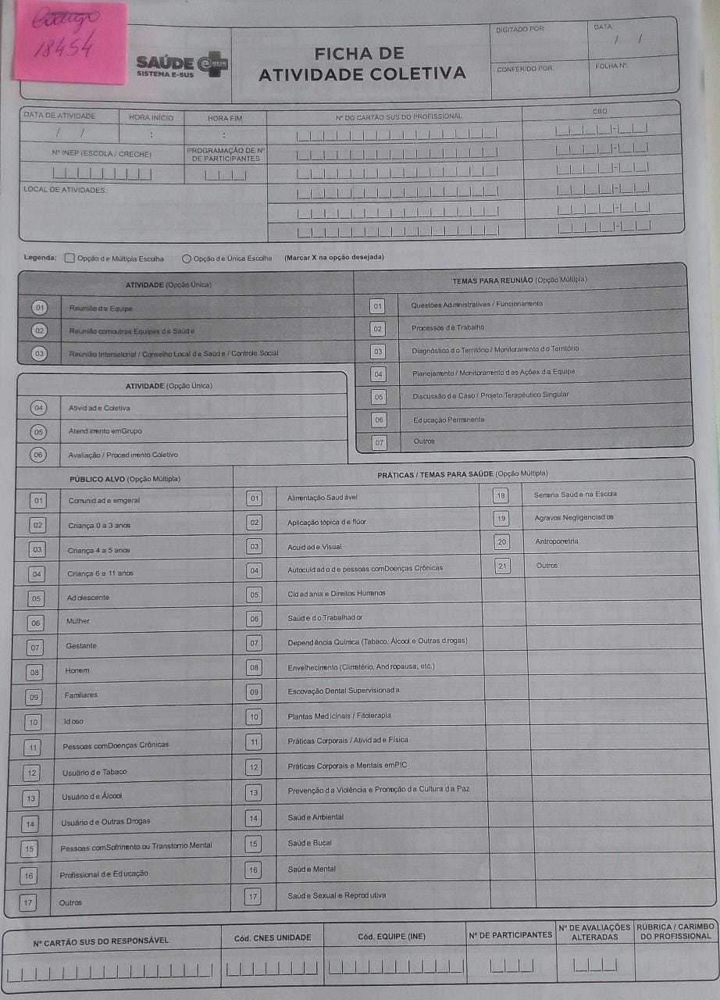 Código
18454
SAÚDE e-sus
SISTEMA E-SUS
FICHA DE
ATIVIDADE COLETIVA
DIGITADO POR:
DATA:
/ /
CONFERIDO POR:
FOLHA Nº:
DATA DE ATIVIDADE
HORA INÍCIO
HORA FIM
Nº DO CARTÃO SUS DO PROFISSIONAL
CBO
/ /
:
:
Nº INEP (ESCOLA / CRECHE)
PROGRAMAÇÃO DE Nº
DE PARTICIPANTES
LOCAL DE ATIVIDADES:
Legenda: Opção de Múltipla Escolha Opção de Única Escolha (Marcar X na opção desejada)
ATIVIDADE (Opção Única)
01 Reunião de Equipe
02 Reunião comoutras Equipes de Saúde
03 Reunião Intersetorial / Conselho Local de Saúde / Controle Social
TEMAS PARA REUNIÃO (Opção Múltipla)
01 Questões Administrativas / Funcionamento
02 Processos de Trabalho
03 Diagnóstico do Território / Monitoramento do Território
04 Planejamento / Monitoramento das Ações da Equipe
05 Discussão de Caso / Projeto Terapêutico Singular
06 Educação Permanente
07 Outros
ATIVIDADE (Opção Única)
04 Atividade Coletiva
05 Atendimento emGrupo
06 Avaliação / Procedimento Coletivo
PÚBLICO ALVO (Opção Múltipla)
01 Comunidade emgeral
02 Criança 0 a 3 anos
03 Criança 4 a 5 anos
04 Criança 6 a 11 anos
05 Adolescente
06 Mulher
07 Gestante
08 Homem
09 Familiares
10 Idoso
11 Pessoas comDoenças Crônicas
12 Usuário de Tabaco
13 Usuário de Álcool
14 Usuário de Outras Drogas
15 Pessoas comSofrimento ou Transtorno Mental
16 Profissional de Educação
17 Outros
PRÁTICAS / TEMAS PARA SAÚDE (Opção Múltipla)
01 Alimentação Saudável
02 Aplicação tópica de flúor
03 Acuidade Visual
04 Autocuidado de pessoas comDoenças Crônicas
05 Cidadania e Direitos Humanos
06 Saúde do Trabalhador
07 Dependência Química (Tabaco, Álcool e Outras drogas)
08 Envelhecimento (Climatério, Andropausa, etc.)
09 Escovação Dental Supervisionada
10 Plantas Medicinais / Fitoterapia
11 Práticas Corporais / Atividade Física
12 Práticas Corporais e Mentais emPIC
13 Prevenção da Violência e Promoção da Cultura da Paz
14 Saúde Ambiental
15 Saúde Bucal
16 Saúde Mental
17 Saúde Sexual e Reprodutiva
18 Semana Saúde na Escola
19 Agravos Negligenciados
20 Antropometria
21 Outros
Nº CARTÃO SUS DO RESPONSÁVEL
Cód. CNES UNIDADE
Cód. EQUIPE (INE)
Nº DE PARTICIPANTES
Nº DE AVALIAÇÕES
ALTERADAS
RÚBRICA / CARIMBO
DO PROFISSIONAL